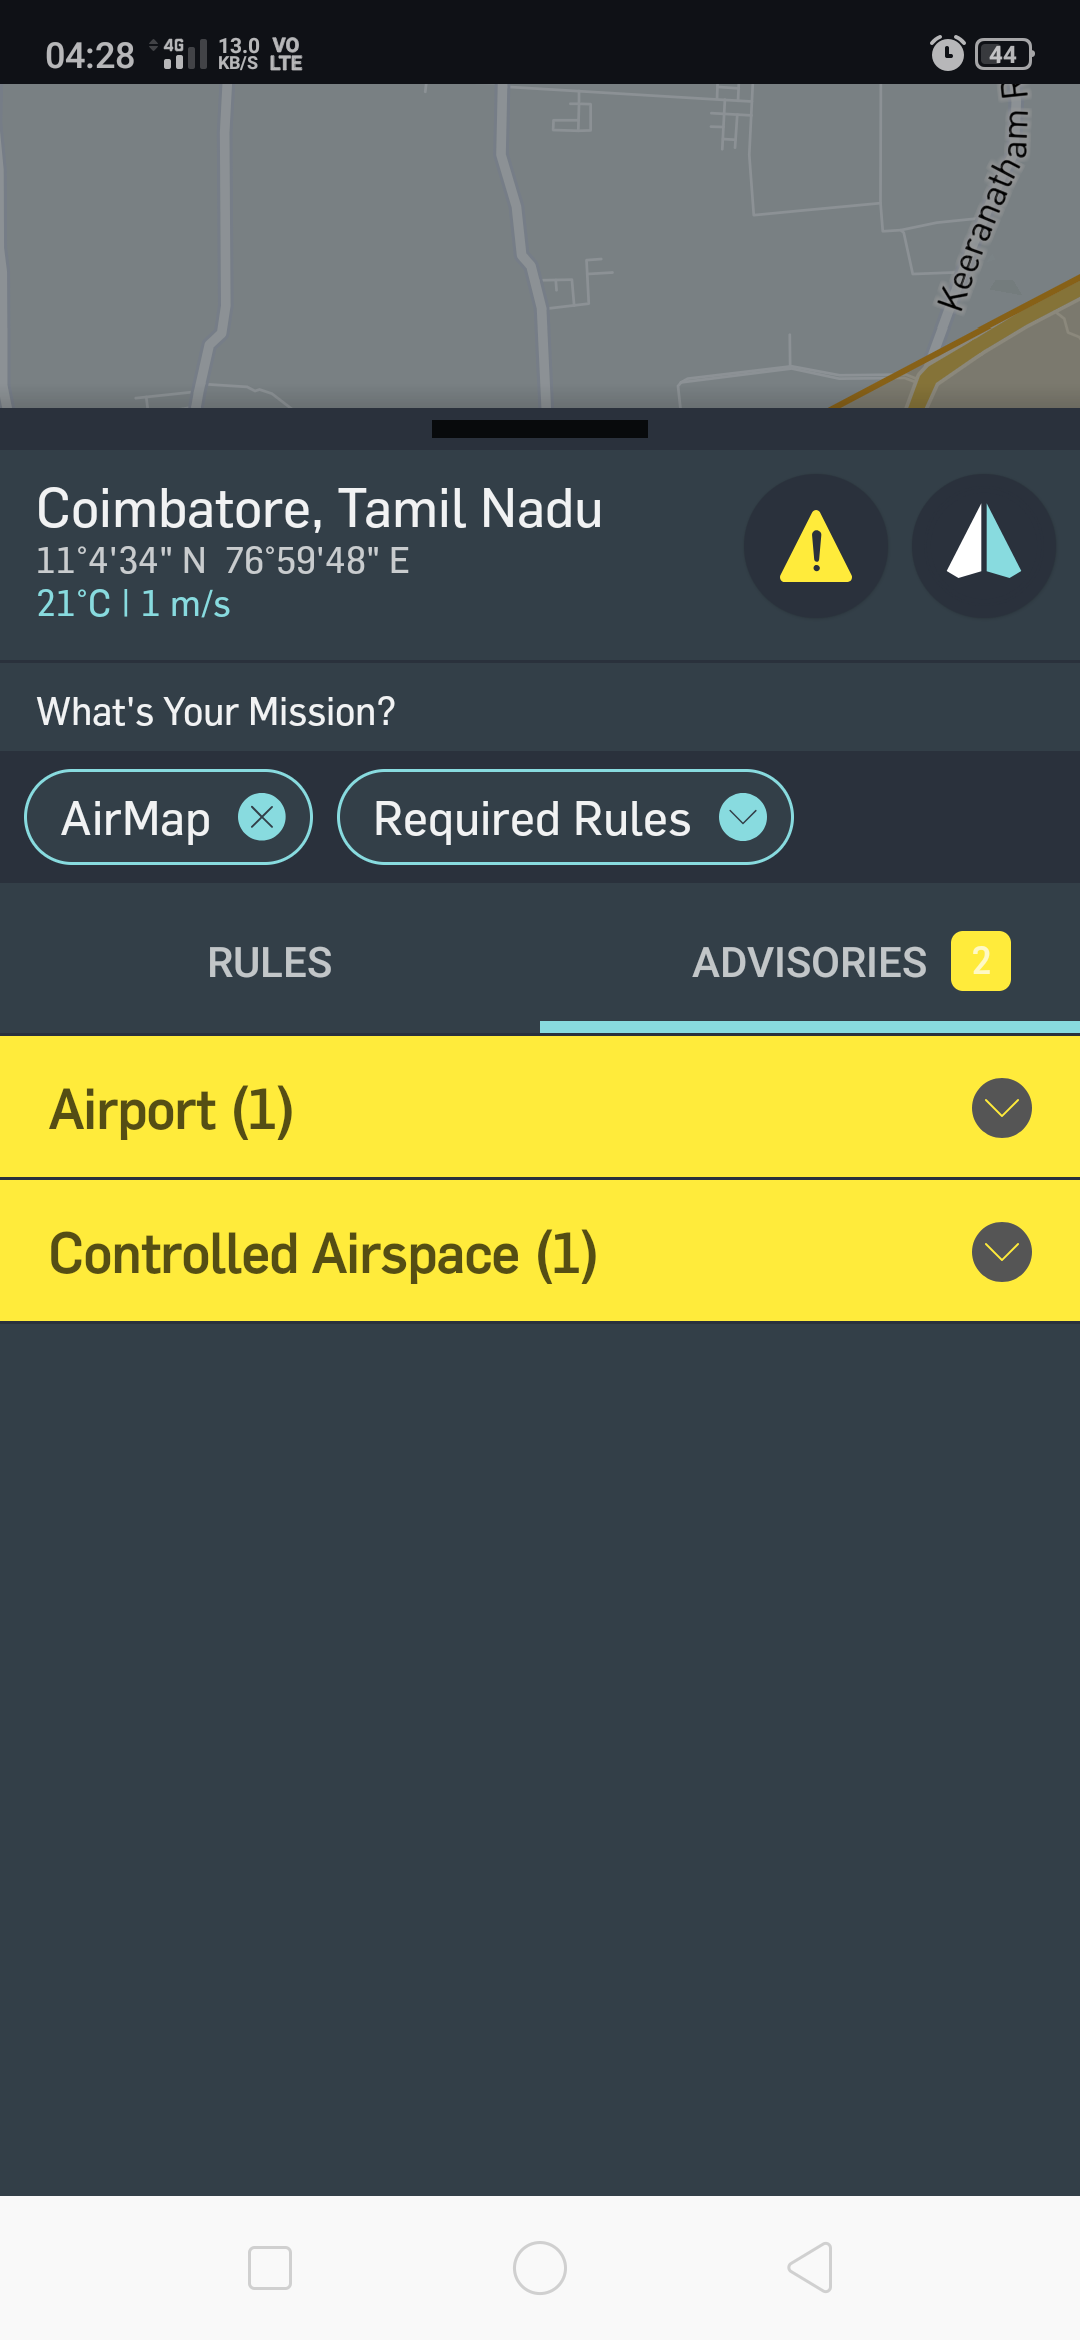 04:28 4G 13.0 KB/S VO LTE 44
Keeranatham R
Coimbatore, Tamil Nadu
11°4'34" N 76°59'48" E
21°C | 1 m/s
What's Your Mission?
AirMap Required Rules
RULES ADVISORIES 2
Airport (1)
Controlled Airspace (1)